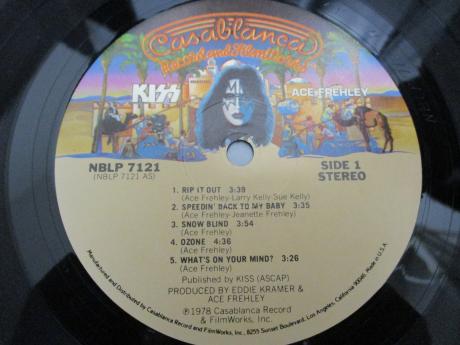 Casablanca
Record and FilmWorks
KISS
ACE FREHLEY
NBLP 7121
(NBLP 7121 AS)
SIDE 1
STEREO
1. RIP IT OUT 3:39
(Ace Frehley-Larry Kelly-Sue Kelly)
2. SPEEDIN' BACK TO MY BABY 3:35
(Ace Frehley-Jeanette Frehley)
3. SNOW BLIND 3:54
(Ace Frehley)
4. OZONE 4:36
(Ace Frehley)
5. WHAT'S ON YOUR MIND? 3:26
(Ace Frehley)
Published by KISS (ASCAP)
PRODUCED BY EDDIE KRAMER &
ACE FREHLEY
℗1978 Casablanca Record
& FilmWorks, Inc.
Manufactured and Distributed by Casablanca Record and FilmWorks, Inc., 8255 Sunset Boulevard, Los Angeles, California 90046. Made in U.S.A.